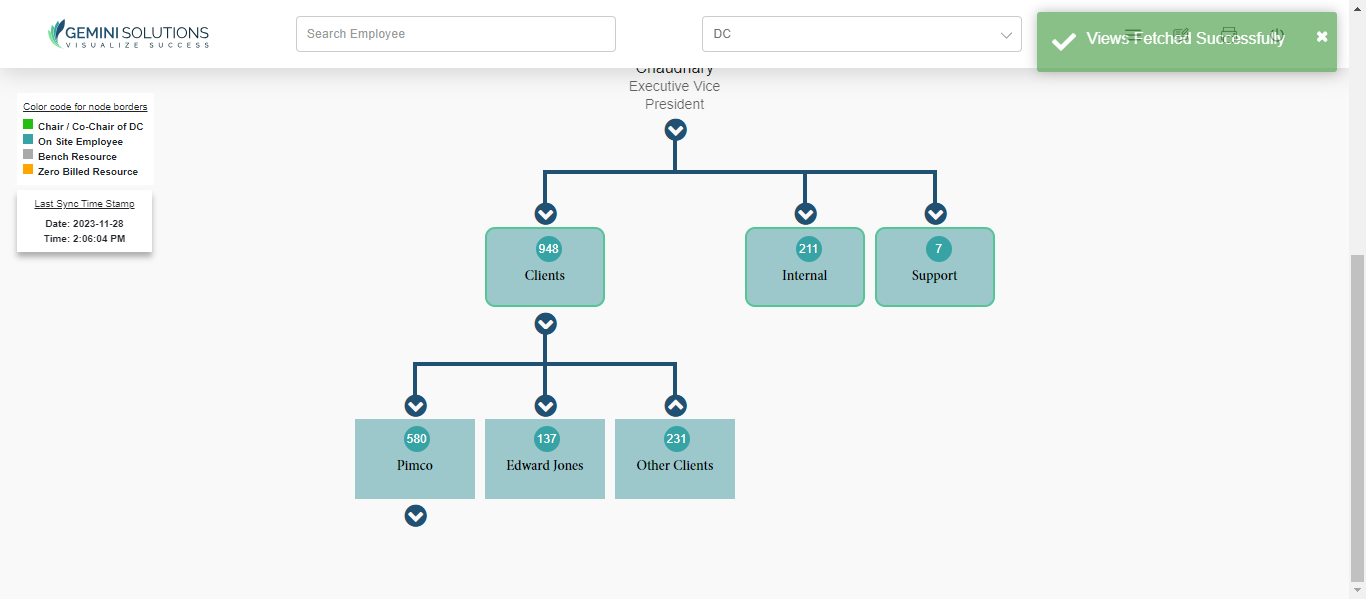 GEMINI SOLUTIONS
VISUALIZE SUCCESS
Search Employee
DC
Views Fetched Successfully
Chaudhary
Executive Vice
President
Color code for node borders
Chair / Co-Chair of DC
On Site Employee
Bench Resource
Zero Billed Resource
Last Sync Time Stamp
Date: 2023-11-28
Time: 2:06:04 PM
948
Clients
211
Internal
7
Support
580
Pimco
137
Edward Jones
231
Other Clients